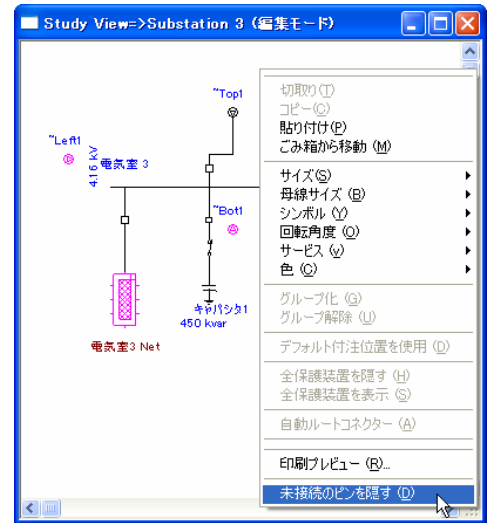 Study View=>Substation 3 (編集モード)
~Top1
~Left1
4.16 kV
電気室 3
~Bot1
キャパシタ1
450 kvar
電気室3 Net
切取り(T)
コピー(C)
貼り付け(P)
ごみ箱から移動 (M)
サイズ(S)
母線サイズ (B)
シンボル (Y)
回転角度 (O)
サービス (v)
色 (C)
グループ化 (G)
グループ解除 (U)
デフォルト付注位置を使用 (D)
全保護装置を隠す (H)
全保護装置を表示 (S)
自動ルートコネクター (A)
印刷プレビュー (R)...
未接続のピンを隠す (D)